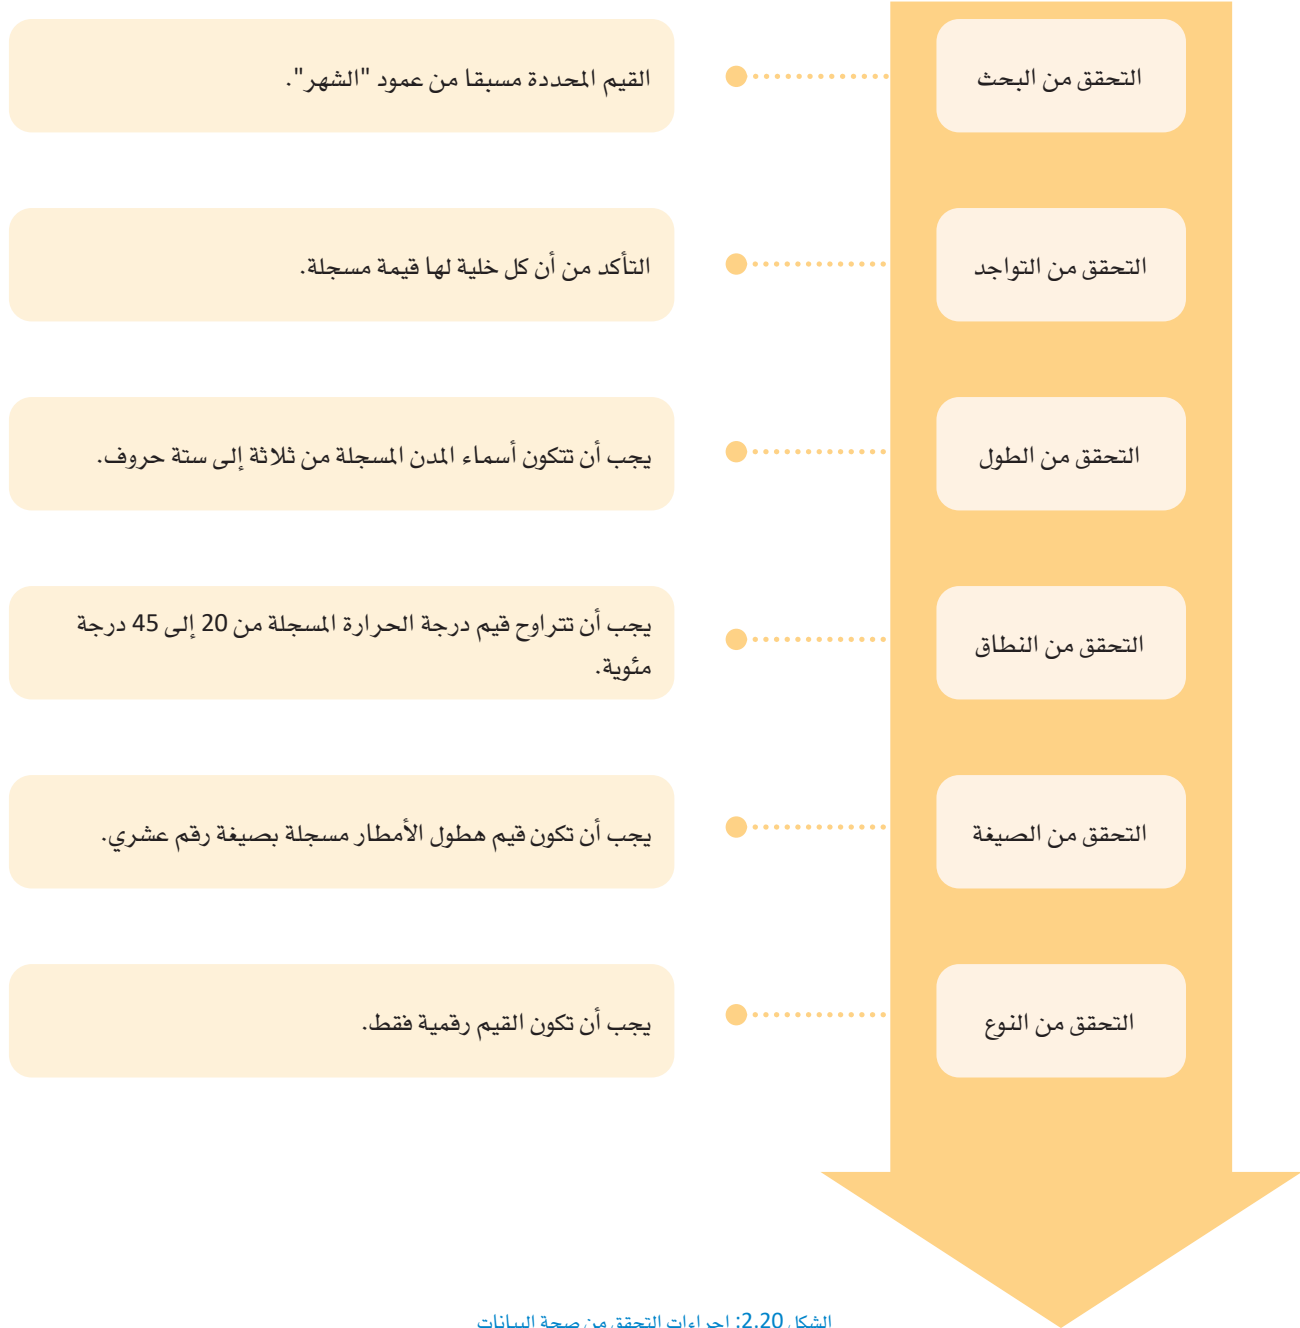 التحقق من البحث
القيم المحددة مسبقا من عمود "الشهر".
التحقق من التواجد
التأكد من أن كل خلية لها قيمة مسجلة.
التحقق من الطول
يجب أن تتكون أسماء المدن المسجلة من ثلاثة إلى ستة حروف.
التحقق من النطاق
يجب أن تتراوح قيم درجة الحرارة المسجلة من 20 إلى 45 درجة
مئوية.
التحقق من الصيغة
يجب أن تكون قيم هطول الأمطار مسجلة بصيغة رقم عشري.
التحقق من النوع
يجب أن تكون القيم رقمية فقط.
الشكل 2.20: إجراءات التحقق من صحة البيانات